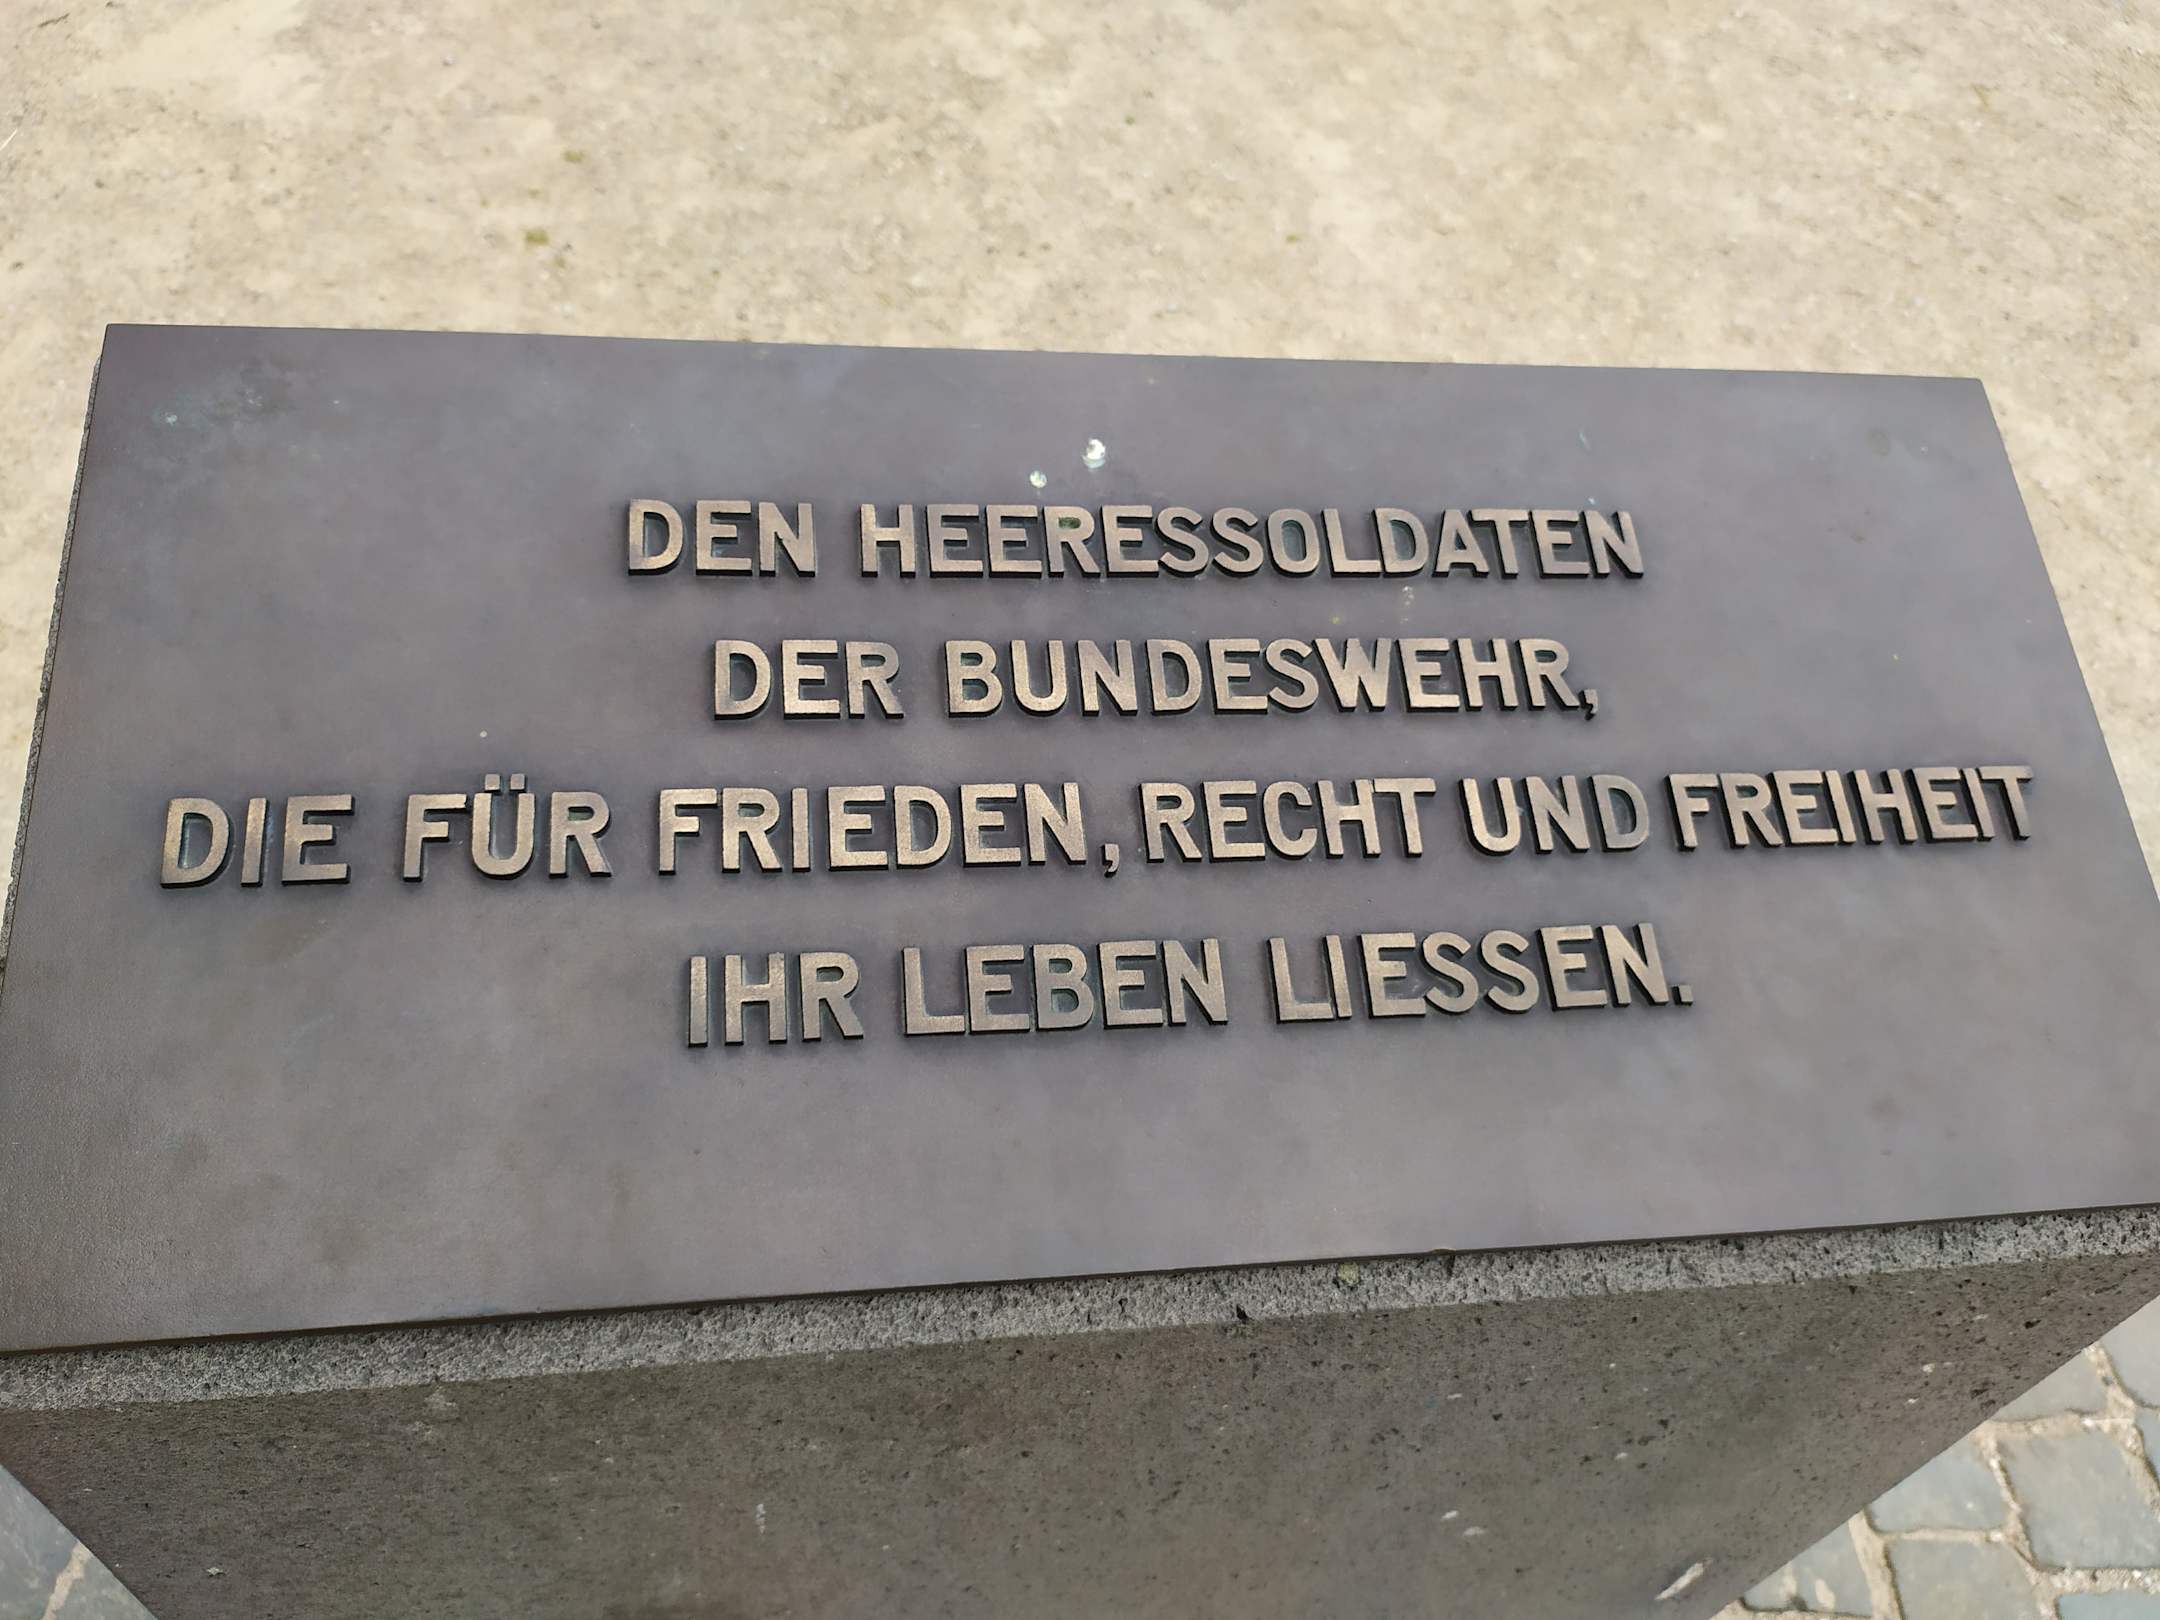 DEN HEERESSOLDATEN
DER BUNDESWEHR,
DIE FÜR FRIEDEN, RECHT UND FREIHEIT
IHR LEBEN LIESSEN.